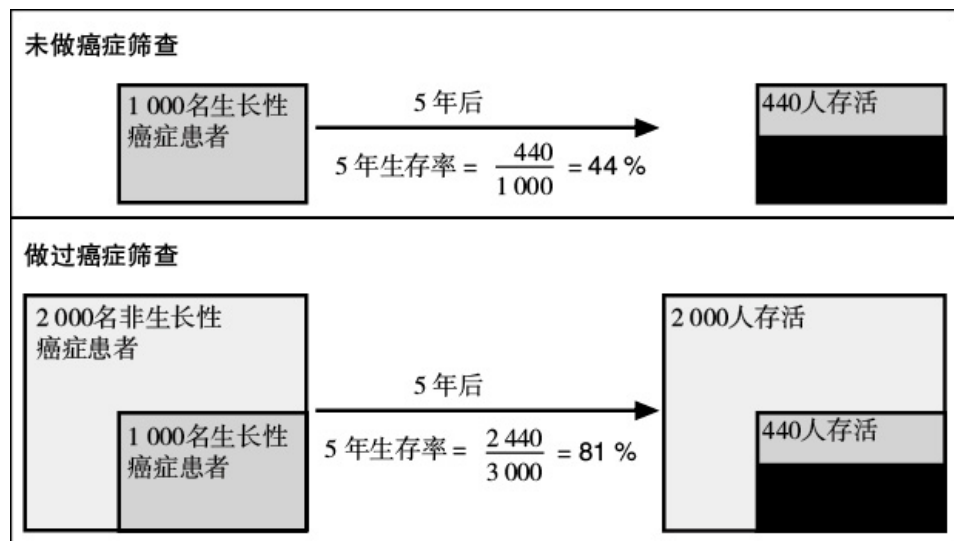 未做癌症筛查
1 000名生长性
癌症患者
5 年后
5 年生存率 = 440/1 000 = 44 %
440人存活
做过癌症筛查
2 000名非生长性
癌症患者
1 000名生长性
癌症患者
5 年后
5 年生存率 = 2 440/3 000 = 81 %
2 000人存活
440人存活